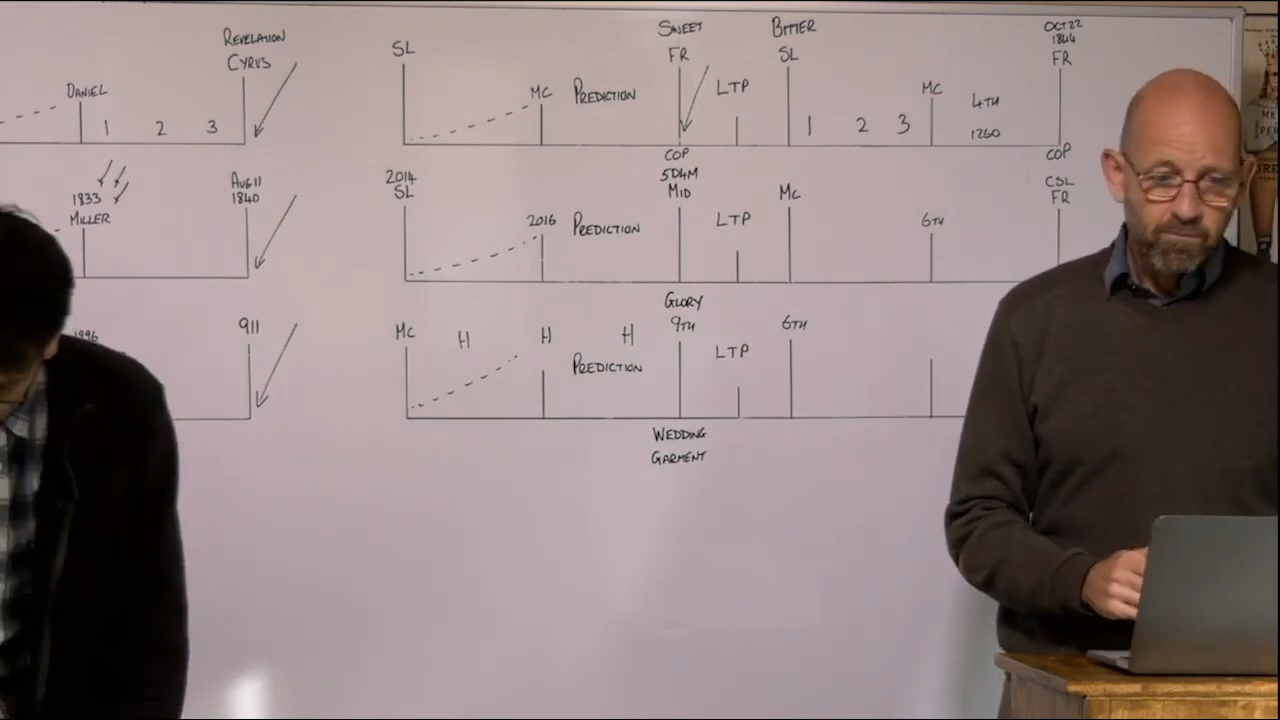 REVELATION
CYRUS
DANIEL
1 2 3
SL
MC
PREDICTION
SWEET
FR
LTP
BITTER
SL
1 2 3
MC
4TH
1260
OCT 22
1844
FR
COP
COP
1833
MILLER
AUG 11
1840
2014
SL
2016
PREDICTION
5D4M
MID
LTP
MC
6TH
CSL
FR
GLORY
1996
911
MC
H H H
PREDICTION
9TH
LTP
6TH
WEDDING
GARMENT